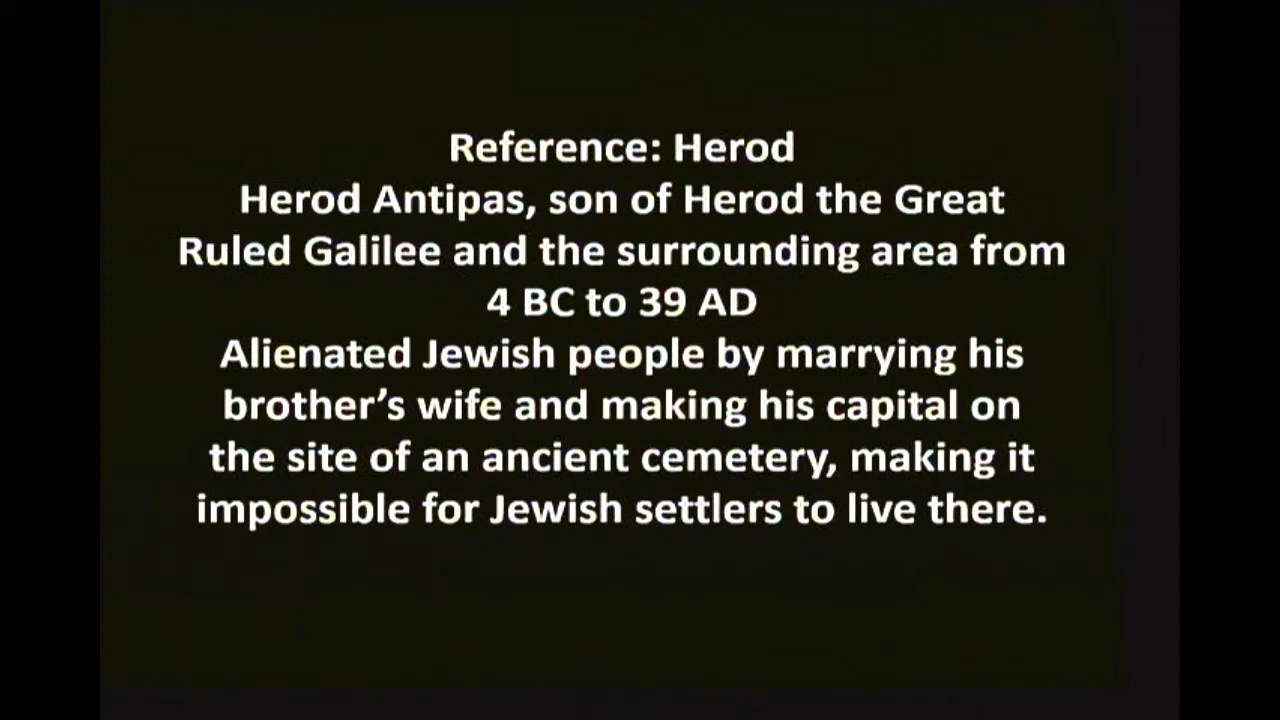 Reference: Herod
Herod Antipas, son of Herod the Great
Ruled Galilee and the surrounding area from
4 BC to 39 AD
Alienated Jewish people by marrying his
brother’s wife and making his capital on
the site of an ancient cemetery, making it
impossible for Jewish settlers to live there.